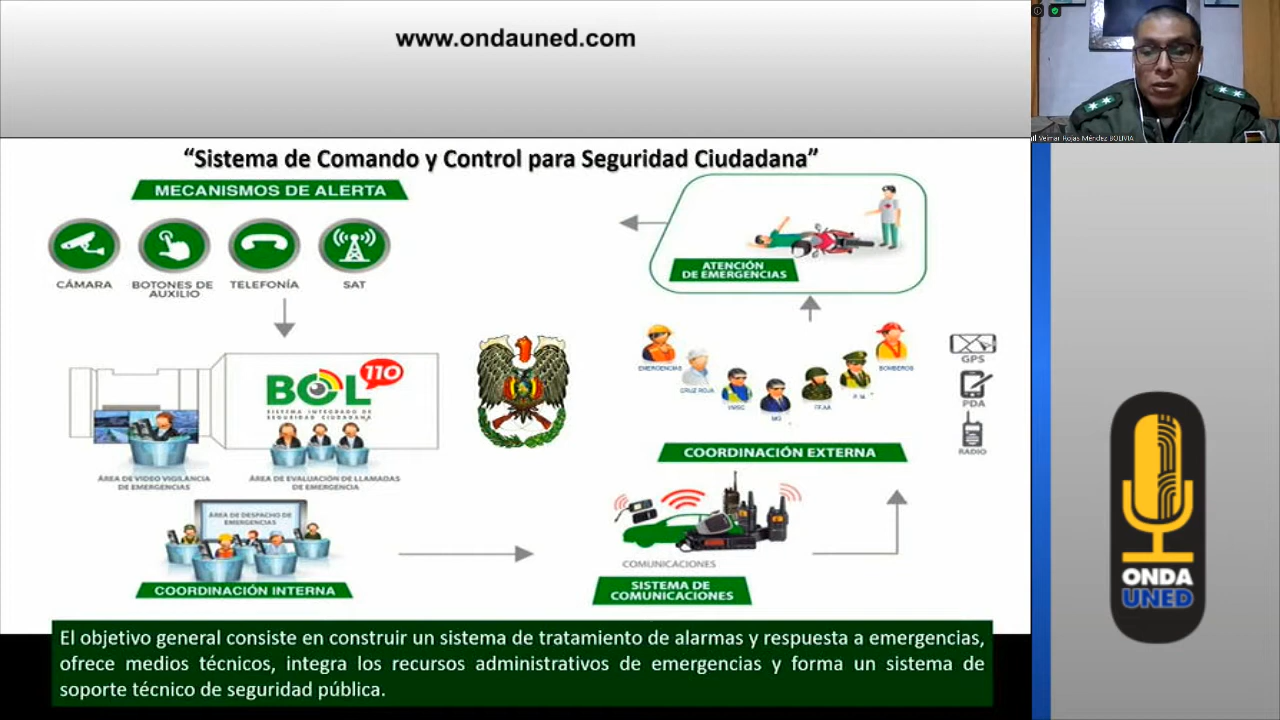 www.ondauned.com
Veimar Rojas Méndez BOLIVIA
“Sistema de Comando y Control para Seguridad Ciudadana”
MECANISMOS DE ALERTA
CÁMARA
BOTONES DE
AUXILIO
TELEFONÍA
SAT
ATENCIÓN
DE EMERGENCIAS
BOL 110
SISTEMA INTEGRADO DE
SEGURIDAD CIUDADANA
EMERGENCIAS
CRUZ ROJA
FF.AA
BOMBEROS
GPS
PDA
RADIO
ÁREA DE VIDEO VIGILANCIA
DE EMERGENCIAS
ÁREA DE EVALUACIÓN DE LLAMADAS
DE EMERGENCIA
COORDINACIÓN EXTERNA
ÁREA DE DESPACHO DE
EMERGENCIAS
COMUNICACIONES
COORDINACIÓN INTERNA
SISTEMA DE
COMUNICACIONES
ONDA
UNED
El objetivo general consiste en construir un sistema de tratamiento de alarmas y respuesta a emergencias,
ofrece medios técnicos, integra los recursos administrativos de emergencias y forma un sistema de
soporte técnico de seguridad pública.